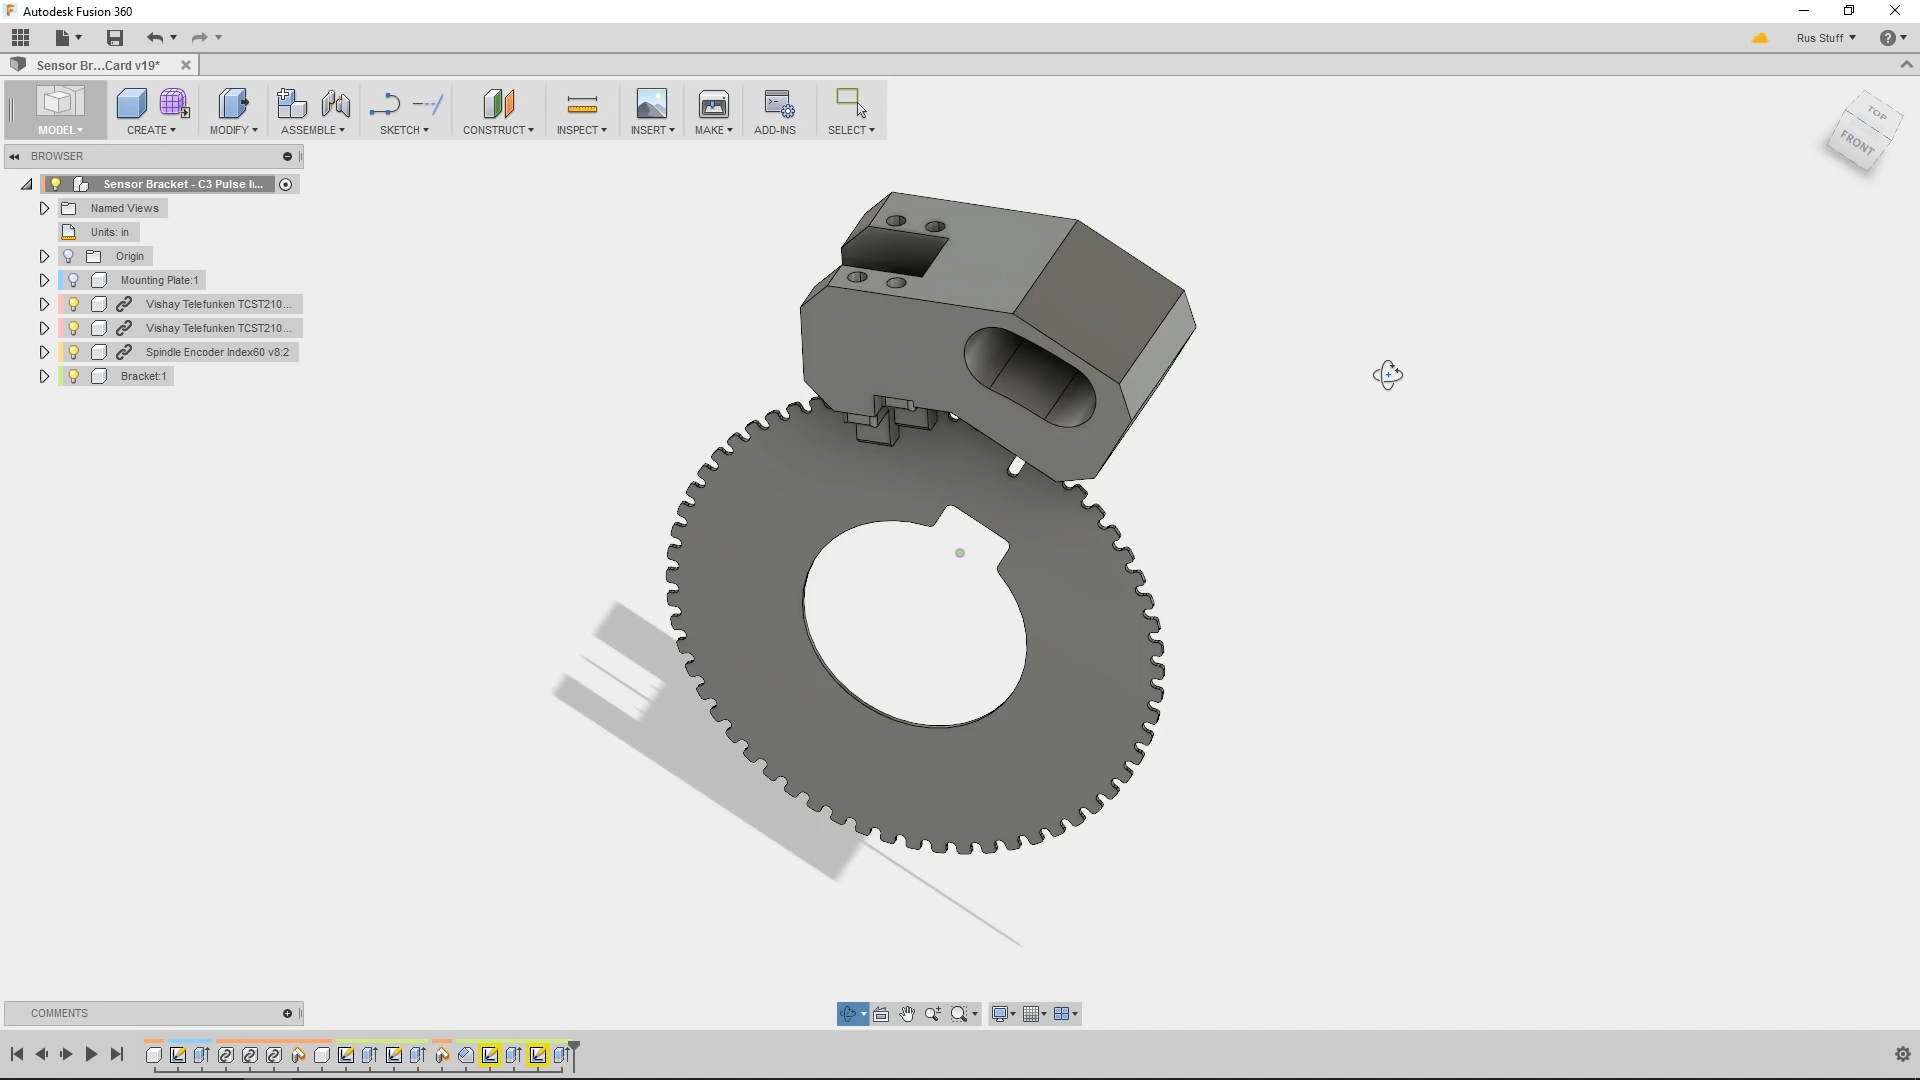 Autodesk Fusion 360
Rus Stuff
Sensor Br...Card v19*
MODEL
CREATE
MODIFY
ASSEMBLE
SKETCH
CONSTRUCT
INSPECT
INSERT
MAKE
ADD-INS
SELECT
TOP
FRONT
BROWSER
Sensor Bracket - C3 Pulse I...
Named Views
Units: in
Origin
Mounting Plate:1
Vishay Telefunken TCST210...
Vishay Telefunken TCST210...
Spindle Encoder Index60 v8:2
Bracket:1
COMMENTS